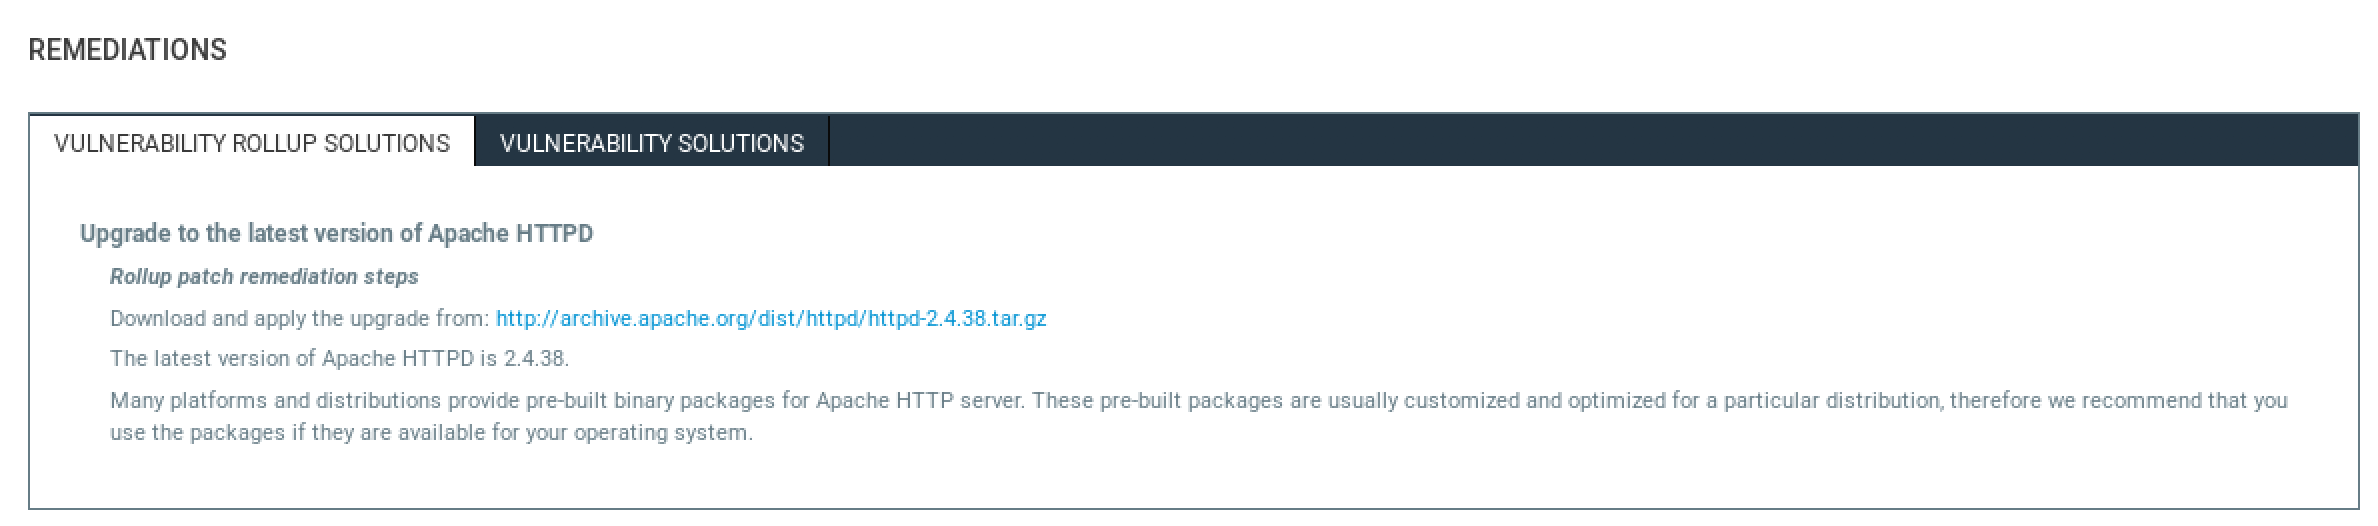 REMEDIATIONS
VULNERABILITY ROLLUP SOLUTIONS VULNERABILITY SOLUTIONS
Upgrade to the latest version of Apache HTTPD
Rollup patch remediation steps
Download and apply the upgrade from: http://archive.apache.org/dist/httpd/httpd-2.4.38.tar.gz
The latest version of Apache HTTPD is 2.4.38.
Many platforms and distributions provide pre-built binary packages for Apache HTTP server. These pre-built packages are usually customized and optimized for a particular distribution, therefore we recommend that you
use the packages if they are available for your operating system.